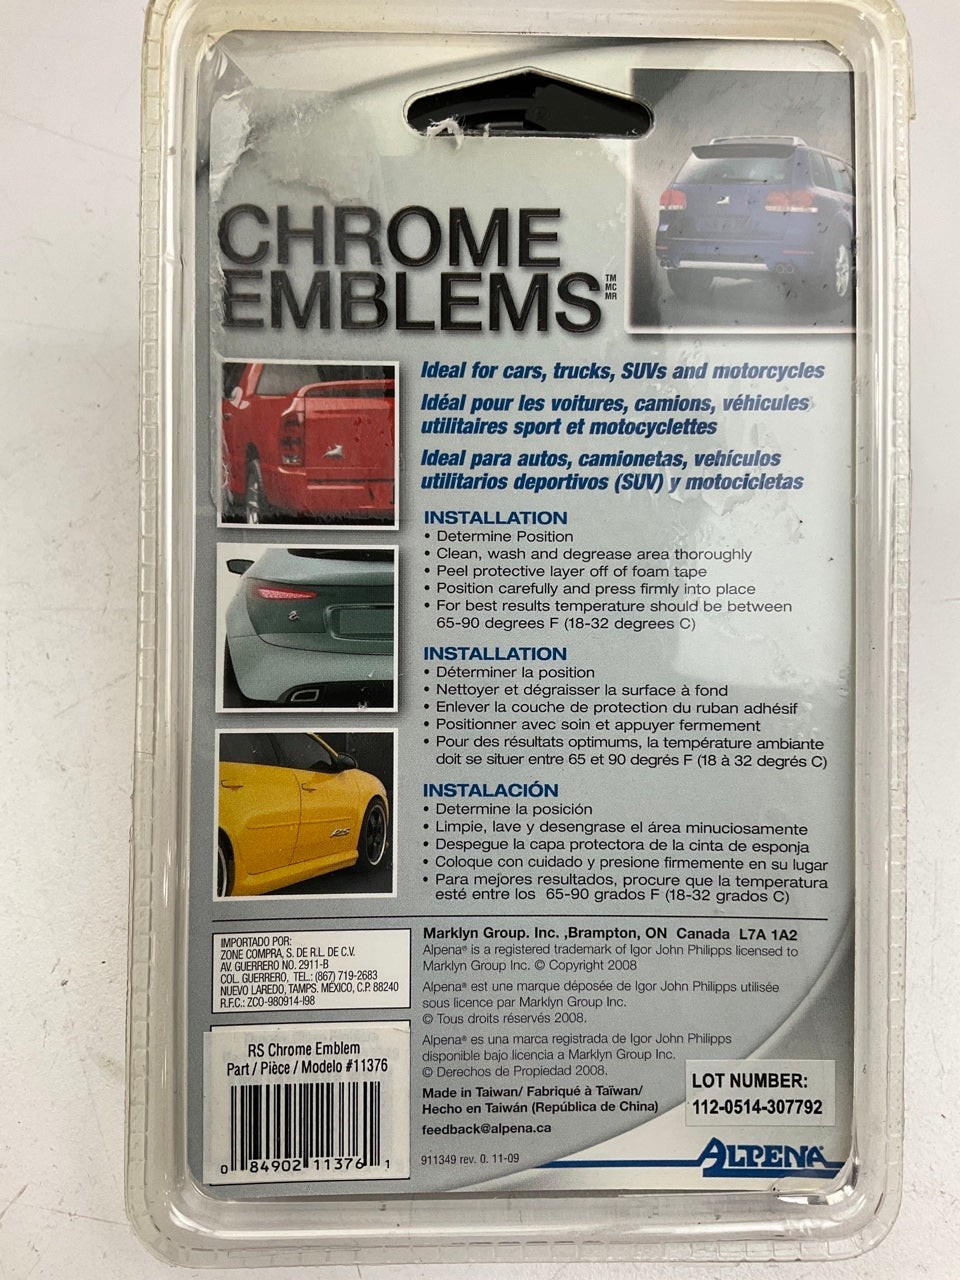 CHROME
EMBLEMS
TM
MC
MR
Ideal for cars, trucks, SUVs and motorcycles
Idéal pour les voitures, camions, véhicules
utilitaires sport et motocyclettes
Ideal para autos, camionetas, vehículos
utilitarios deportivos (SUV) y motocicletas
INSTALLATION
• Determine Position
• Clean, wash and degrease area thoroughly
• Peel protective layer off of foam tape
• Position carefully and press firmly into place
• For best results temperature should be between
65-90 degrees F (18-32 degrees C)
INSTALLATION
• Déterminer la position
• Nettoyer et dégraisser la surface à fond
• Enlever la couche de protection du ruban adhésif
• Positionner avec soin et appuyer fermement
• Pour des résultats optimums, la température ambiante
doit se situer entre 65 et 90 degrés F (18 à 32 degrés C)
INSTALACIÓN
• Determine la posición
• Limpie, lave y desengrase el área minuciosamente
• Despegue la capa protectora de la cinta de esponja
• Coloque con cuidado y presione firmemente en su lugar
• Para mejores resultados, procure que la temperatura
esté entre los 65-90 grados F (18-32 grados C)
RS
IMPORTADO POR:
ZONE COMPRA, S. DE R.L. DE C.V.
AV. GUERRERO NO. 2911-B
COL. GUERRERO, TEL.: (867) 719-2683
NUEVO LAREDO, TAMPS. MÉXICO, C.P. 88240
R.F.C.: ZCO-980914-I98
Marklyn Group. Inc. ,Brampton, ON Canada L7A 1A2
Alpena® is a registered trademark of Igor John Philipps licensed to
Marklyn Group Inc. © Copyright 2008
Alpena® est une marque déposée de Igor John Philipps utilisée
sous licence par Marklyn Group Inc.
© Tous droits réservés 2008.
Alpena® es una marca registrada de Igor John Philipps
disponible bajo licencia a Marklyn Group Inc.
© Derechos de Propiedad 2008.
Made in Taiwan/ Fabriqué à Taïwan/
Hecho en Taiwán (República de China)
feedback@alpena.ca
911349 rev. 0. 11-09
RS Chrome Emblem
Part / Pièce / Modelo #11376
0 84902 11376 1
LOT NUMBER:
112-0514-307792
ALPENA